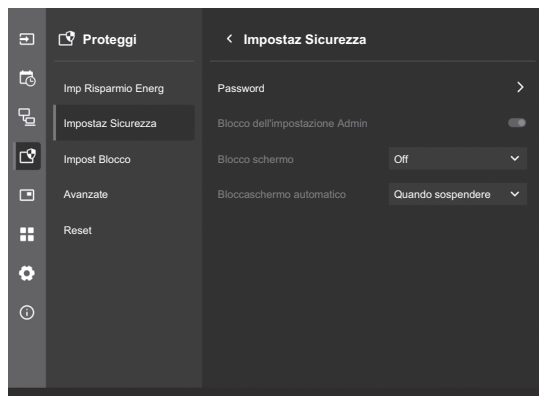 Proteggi
Impostaz Sicurezza
Imp Risparmio Energ
Password
Impostaz Sicurezza
Blocco dell'impostazione Admin
Impost Blocco
Blocco schermo
Off
Avanzate
Bloccaschermo automatico
Quando sospendere
Reset